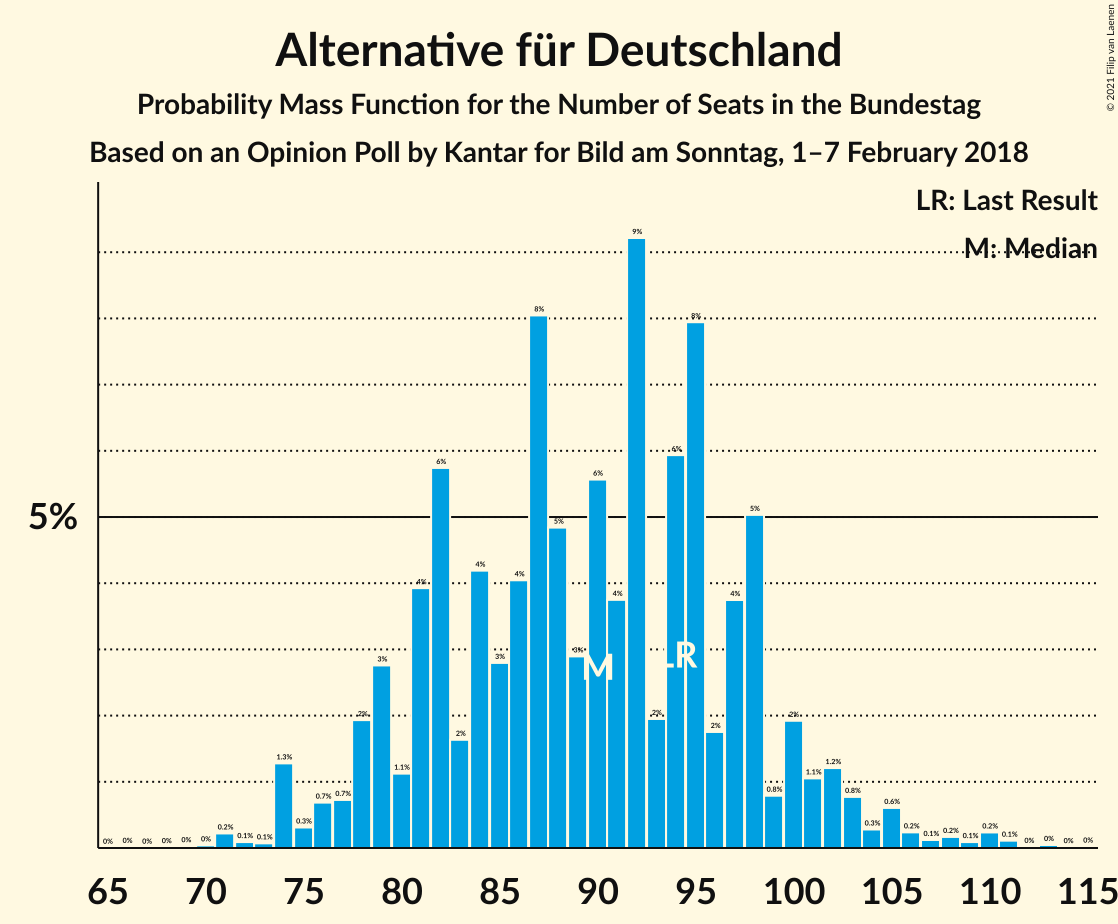 Alternative für Deutschland
Probability Mass Function for the Number of Seats in the Bundestag
Based on an Opinion Poll by Kantar for Bild am Sonntag, 1–7 February 2018
© 2021 Filip van Laenen
LR: Last Result
M: Median
5%
0% 0% 0% 0% 0% 0% 0.2% 0.1% 0.1% 1.3% 0.3% 0.7% 0.7% 2% 3% 1.1% 4% 6% 2% 4% 3% 4% 8% 5% 3% 6% 4% 9% 2% 6% 8% 2% 4% 5% 0.8% 2% 1.1% 1.2% 0.8% 0.3% 0.6% 0.2% 0.1% 0.2% 0.1% 0.2% 0.1% 0% 0% 0% 0%
M LR
65 70 75 80 85 90 95 100 105 110 115